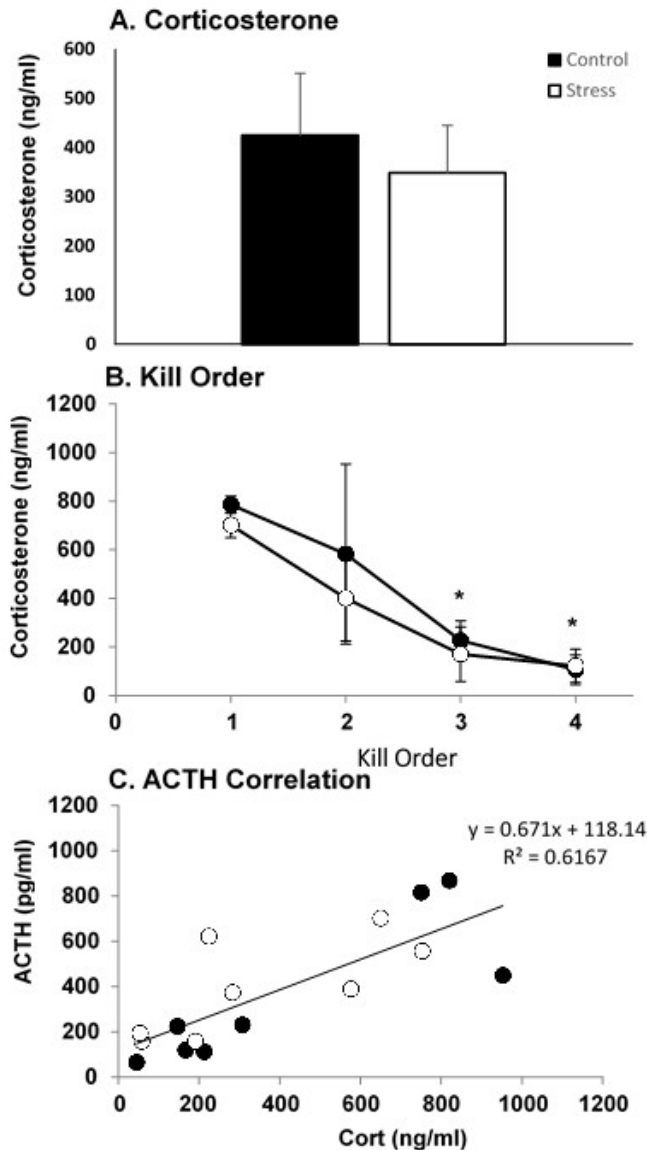 A. Corticosterone
600
500
400
300
200
100
0
Corticosterone (ng/ml)
Control
Stress
B. Kill Order
1200
1000
800
600
400
200
0
Corticosterone (ng/ml)
*
*
0 1 2 3 4
Kill Order
C. ACTH Correlation
1200
1000
800
600
400
200
0
ACTH (pg/ml)
y = 0.671x + 118.14
R² = 0.6167
0 200 400 600 800 1000 1200
Cort (ng/ml)